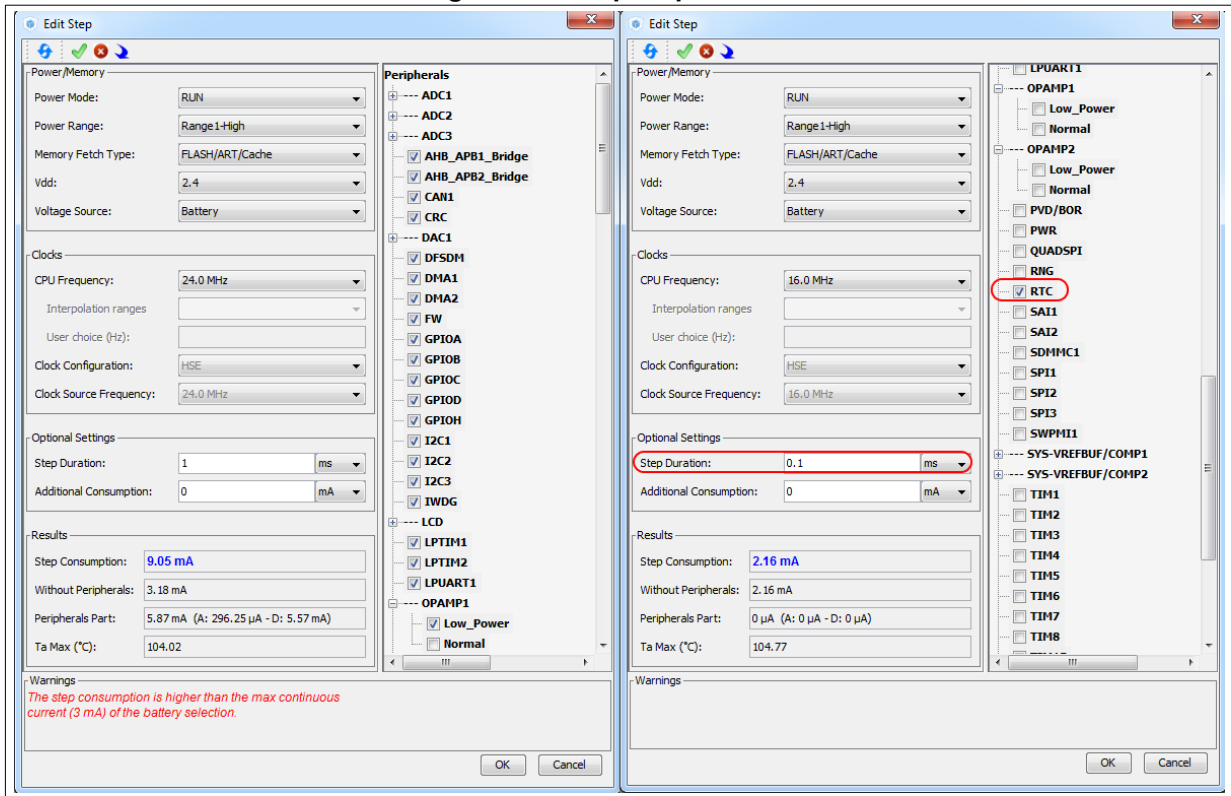 Edit Step
Power/Memory
Power Mode: RUN
Power Range: Range1-High
Memory Fetch Type: FLASH/ART/Cache
Vdd: 2.4
Voltage Source: Battery
Clocks
CPU Frequency: 24.0 MHz
Interpolation ranges
User choice (Hz):
Clock Configuration: HSE
Clock Source Frequency: 24.0 MHz
Optional Settings
Step Duration: 1 ms
Additional Consumption: 0 mA
Results
Step Consumption: 9.05 mA
Without Peripherals: 3.18 mA
Peripherals Part: 5.87 mA (A: 296.25 µA - D: 5.57 mA)
Ta Max (°C): 104.02
Peripherals
ADC1
ADC2
ADC3
AHB_APB1_Bridge
AHB_APB2_Bridge
CAN1
CRC
DAC1
DFSDM
DMA1
DMA2
FW
GPIOA
GPIOB
GPIOC
GPIOD
GPIOH
I2C1
I2C2
I2C3
IWDG
LCD
LPTIM1
LPTIM2
LPUART1
OPAMP1
Low_Power
Normal
Warnings
The step consumption is higher than the max continuous
current (3 mA) of the battery selection.
OK Cancel
Edit Step
Power/Memory
Power Mode: RUN
Power Range: Range1-High
Memory Fetch Type: FLASH/ART/Cache
Vdd: 2.4
Voltage Source: Battery
Clocks
CPU Frequency: 16.0 MHz
Interpolation ranges
User choice (Hz):
Clock Configuration: HSE
Clock Source Frequency: 16.0 MHz
Optional Settings
Step Duration: 0.1 ms
Additional Consumption: 0 mA
Results
Step Consumption: 2.16 mA
Without Peripherals: 2.16 mA
Peripherals Part: 0 µA (A: 0 µA - D: 0 µA)
Ta Max (°C): 104.77
LPUART1
OPAMP1
Low_Power
Normal
OPAMP2
Low_Power
Normal
PVD/BOR
PWR
QUADSPI
RNG
RTC
SAI1
SAI2
SDMMC1
SPI1
SPI2
SPI3
SWPMI1
SYS-VREFBUF/COMP1
SYS-VREFBUF/COMP2
TIM1
TIM2
TIM3
TIM4
TIM5
TIM6
TIM7
TIM8
Warnings
OK Cancel